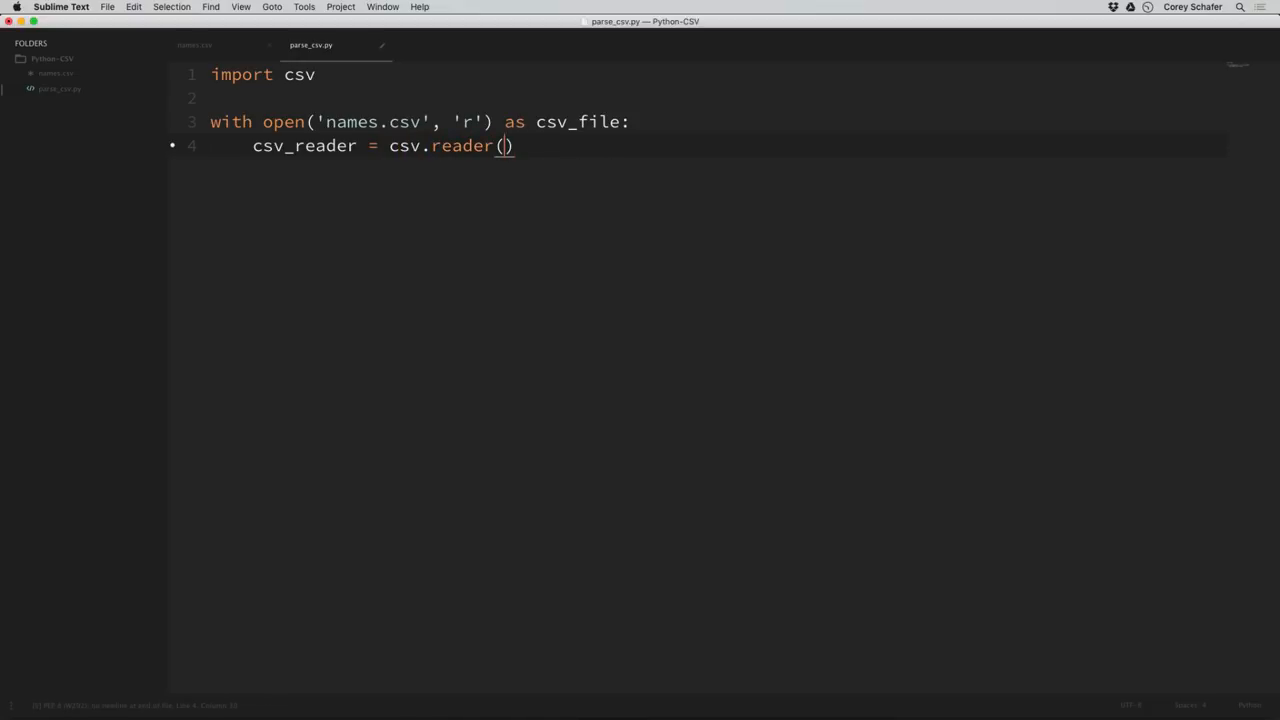 Sublime Text File Edit Selection Find View Goto Tools Project Window Help Corey Schafer
parse_csv.py — Python-CSV
FOLDERS
Python-CSV
names.csv
parse_csv.py
names.csv parse_csv.py
1 import csv
2
3 with open('names.csv', 'r') as csv_file:
4 csv_reader = csv.reader()
UTF-8 Spaces: 4 Python